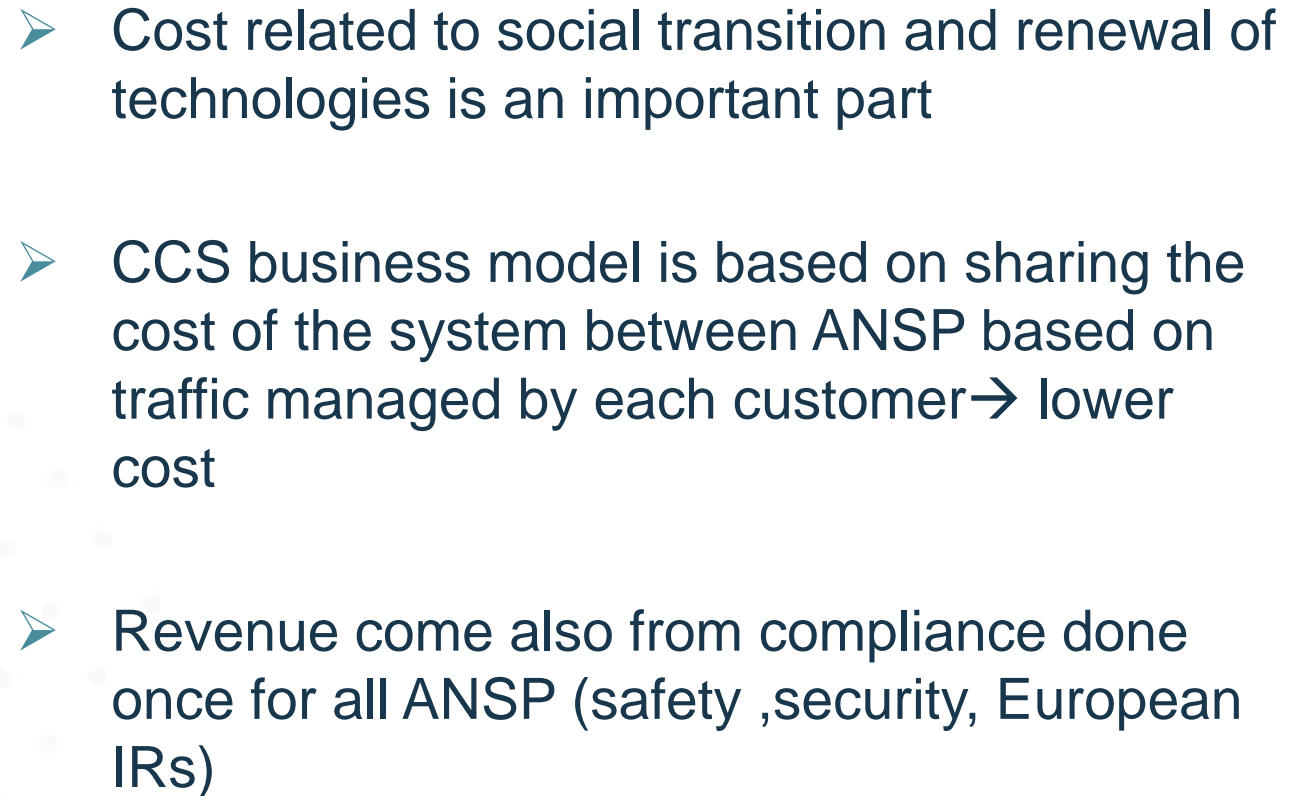 ➢ Cost related to social transition and renewal of
technologies is an important part
➢ CCS business model is based on sharing the
cost of the system between ANSP based on
traffic managed by each customer→ lower
cost
➢ Revenue come also from compliance done
once for all ANSP (safety ,security, European
IRs)